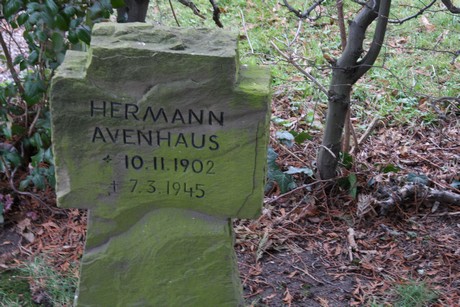 HERMANN
AVENHAUS
* 10.11.1902
† 7.3.1945